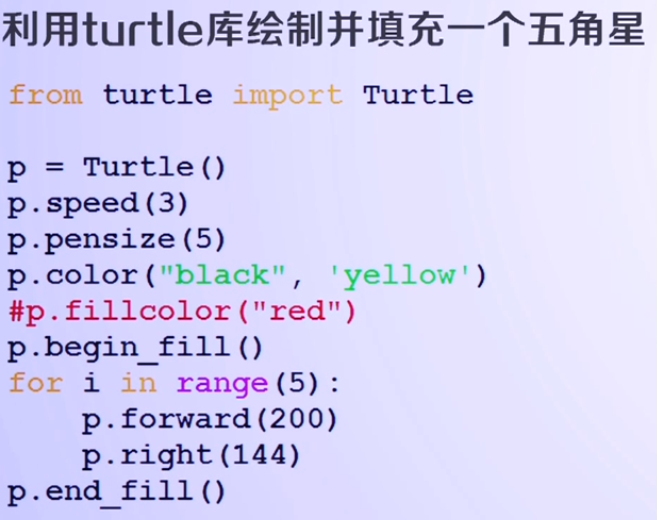 利用turtle库绘制并填充一个五角星
from turtle import Turtle
p = Turtle()
p.speed(3)
p.pensize(5)
p.color("black", 'yellow')
#p.fillcolor("red")
p.begin_fill()
for i in range(5):
    p.forward(200)
    p.right(144)
p.end_fill()